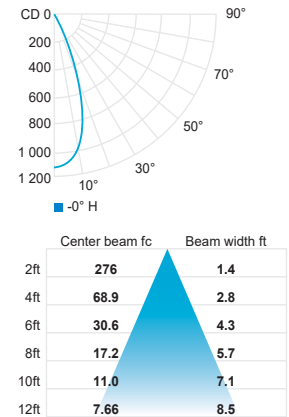 CD 0
90°
200
400
70°
600
800
50°
1 000
30°
1 200
10°
-0° H
Center beam fc Beam width ft
2ft 276 1.4
4ft 68.9 2.8
6ft 30.6 4.3
8ft 17.2 5.7
10ft 11.0 7.1
12ft 7.66 8.5